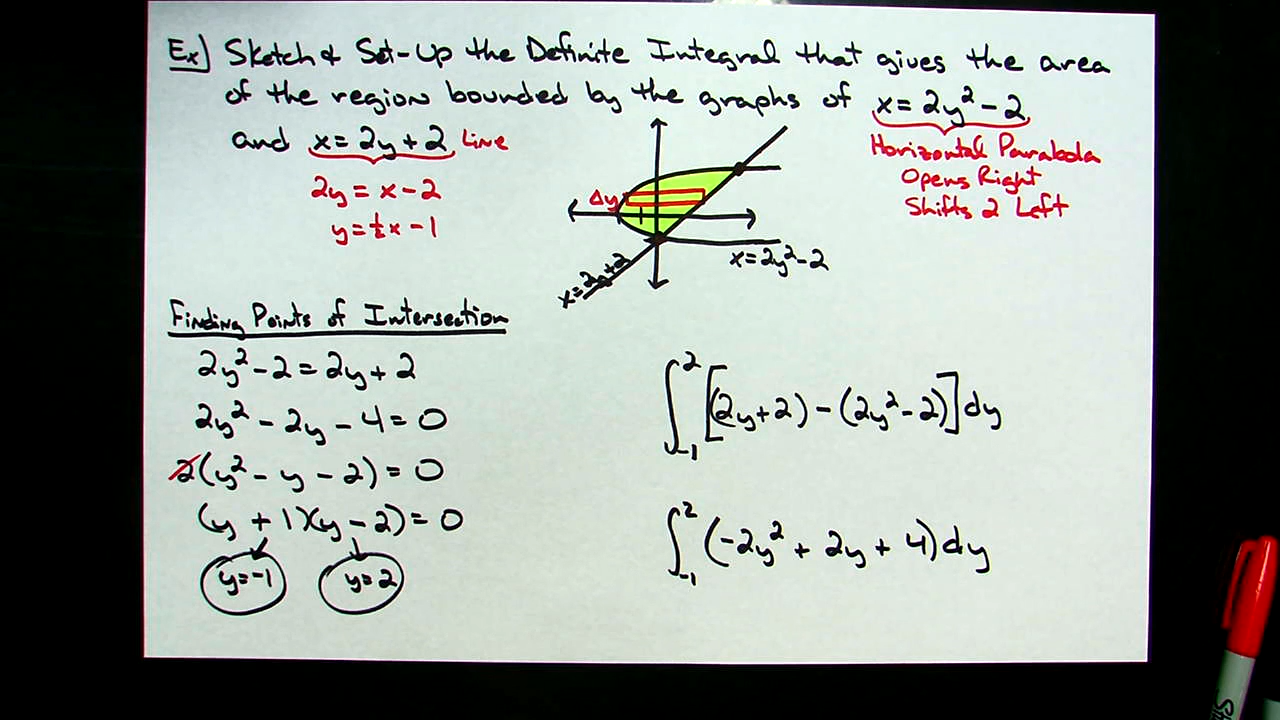 Ex) Sketch & Set-Up the Definite Integral that gives the area
of the region bounded by the graphs of x = 2y² - 2
and x = 2y + 2 Line
2y = x - 2
y = ½x - 1
Horizontal Parabola
Opens Right
Shifts 2 Left
Δy
x = 2y² - 2
x = 2y + 2
Finding Points of Intersection
2y² - 2 = 2y + 2
2y² - 2y - 4 = 0
2(y² - y - 2) = 0
(y + 1)(y - 2) = 0
y = -1 y = 2
∫₋₁² [(2y + 2) - (2y² - 2)] dy
∫₋₁² (-2y² + 2y + 4) dy